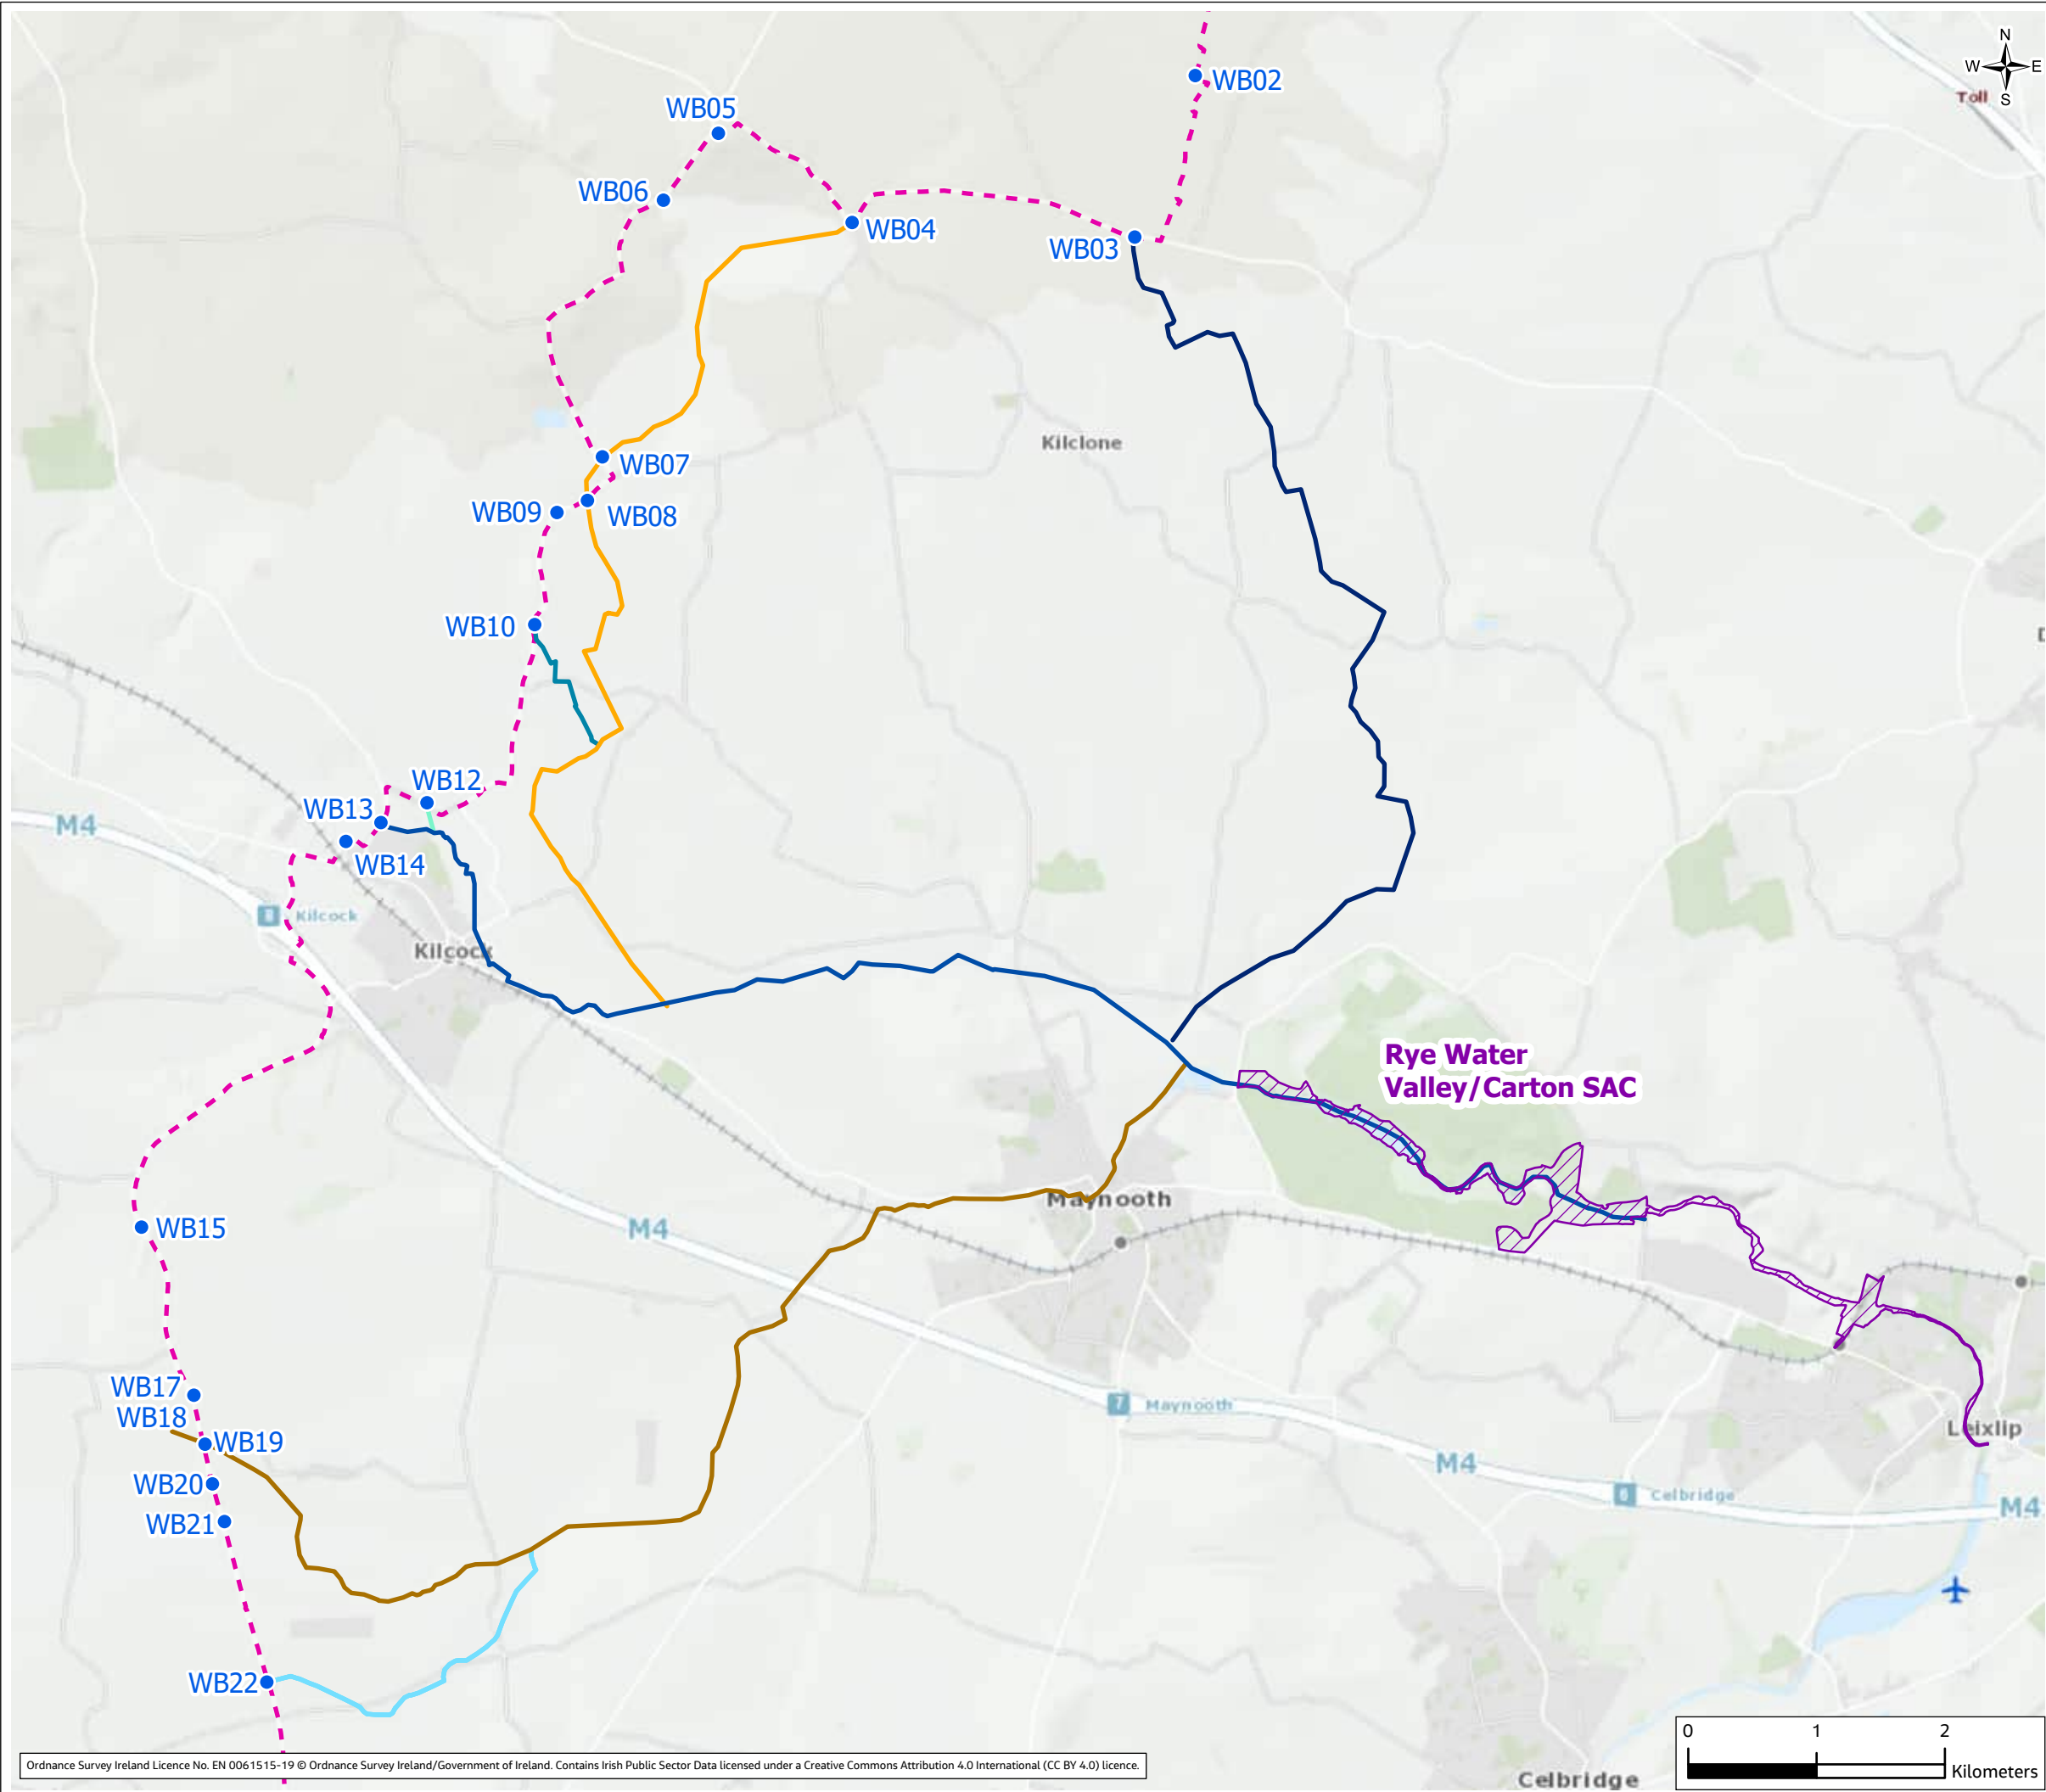 N
W E
S
Toll
WB02
WB05
WB06
WB04
WB03
Kilclone
WB07
WB09
WB08
WB10
WB12
WB13
M4
WB14
8 Kilcock
Kilcock
Rye Water
Valley/Carton SAC
Maynooth
WB15
M4
WB17
7 Maynooth
WB18
Leixlip
WB19
M4
WB20
6 Celbridge
M4
WB21
WB22
0 1 2
Kilometers
Ordnance Survey Ireland Licence No. EN 0061515-19 © Ordnance Survey Ireland/Government of Ireland. Contains Irish Public Sector Data licensed under a Creative Commons Attribution 4.0 International (CC BY 4.0) licence.
Celbridge